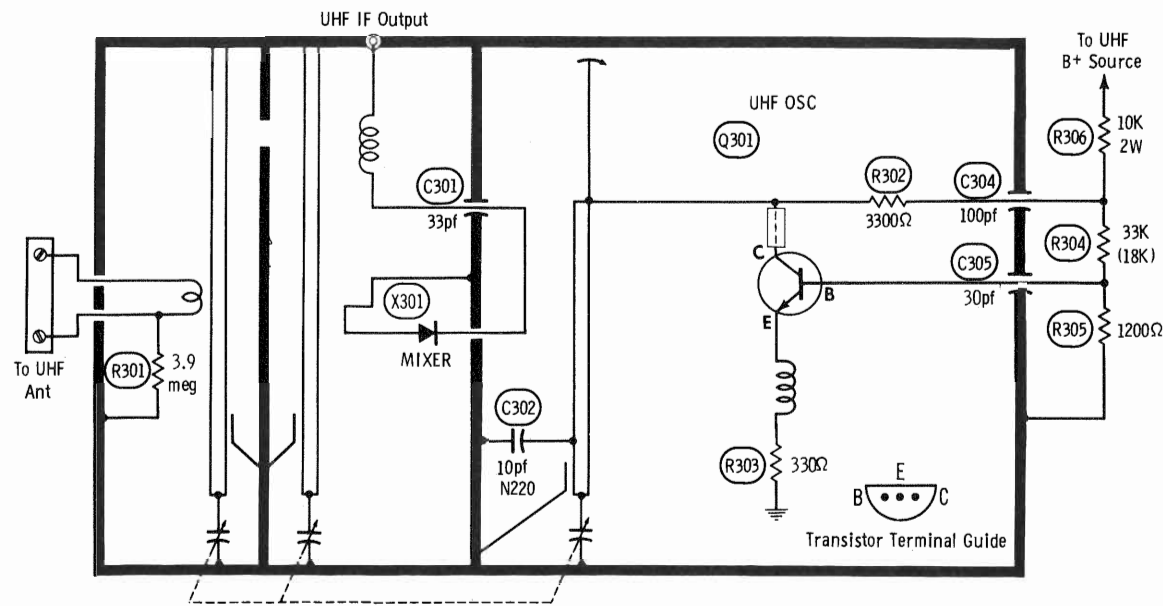 UHF IF Output
To UHF
B+ Source
UHF OSC
Q301
R306
10K
2W
C301
33pf
R302
3300Ω
C304
100pf
R304
33K
(18K)
C305
30pf
C
B
E
X301
MIXER
R305
1200Ω
To UHF
Ant
R301
3.9
meg
C302
10pf
N220
R303
330Ω
E
B
C
Transistor Terminal Guide